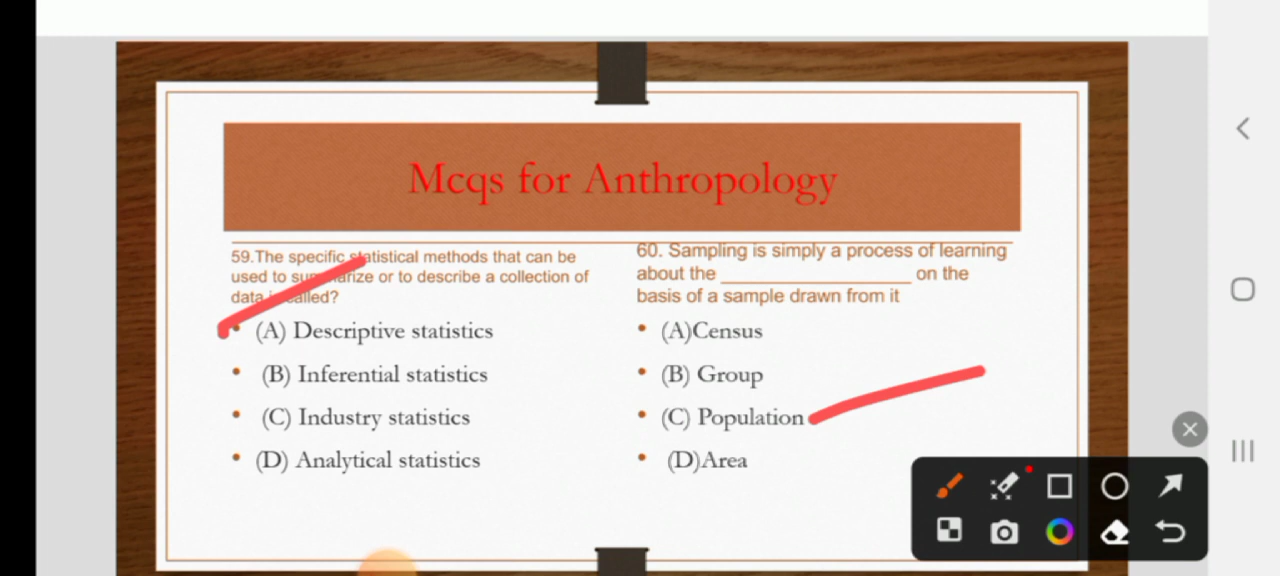 Mcqs for Anthropology
59.The specific statistical methods that can be
used to summarize or to describe a collection of
data is called?
(A) Descriptive statistics
(B) Inferential statistics
(C) Industry statistics
(D) Analytical statistics
60. Sampling is simply a process of learning
about the ________________ on the
basis of a sample drawn from it
(A)Census
(B) Group
(C) Population
(D)Area